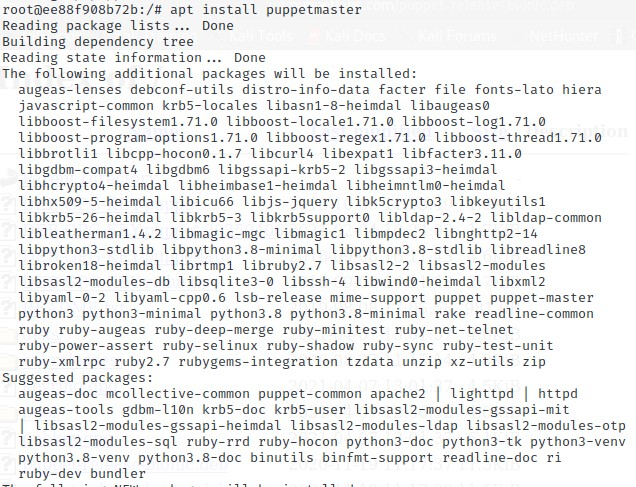 root@ee88f908b72b:/# apt install puppetmaster
Reading package lists... Done
Building dependency tree
Reading state information... Done
The following additional packages will be installed:
augeas-lenses debconf-utils distro-info-data facter file fonts-lato hiera
javascript-common krb5-locales libasn1-8-heimdal libaugeas0
libboost-filesystem1.71.0 libboost-locale1.71.0 libboost-log1.71.0
libboost-program-options1.71.0 libboost-regex1.71.0 libboost-thread1.71.0
libbrotli1 libcpp-hocon0.1.7 libcurl4 libexpat1 libfacter3.11.0
libgdbm-compat4 libgdbm6 libgssapi-krb5-2 libgssapi3-heimdal
libhcrypto4-heimdal libheimbase1-heimdal libheimntlm0-heimdal
libhx509-5-heimdal libicu66 libjs-jquery libk5crypto3 libkeyutils1
libkrb5-26-heimdal libkrb5-3 libkrb5support0 libldap-2.4-2 libldap-common
libleatherman1.4.2 libmagic-mgc libmagic1 libmpdec2 libnghttp2-14
libpython3-stdlib libpython3.8-minimal libpython3.8-stdlib libreadline8
libroken18-heimdal librtmp1 libruby2.7 libsasl2-2 libsasl2-modules
libsasl2-modules-db libsqlite3-0 libssh-4 libwind0-heimdal libxml2
libyaml-0-2 libyaml-cpp0.6 lsb-release mime-support puppet puppet-master
python3 python3-minimal python3.8 python3.8-minimal rake readline-common
ruby ruby-augeas ruby-deep-merge ruby-minitest ruby-net-telnet
ruby-power-assert ruby-selinux ruby-shadow ruby-sync ruby-test-unit
ruby-xmlrpc ruby2.7 rubygems-integration tzdata unzip xz-utils zip
Suggested packages:
augeas-doc mcollective-common puppet-common apache2 | lighttpd | httpd
augeas-tools gdbm-l10n krb5-doc krb5-user libsasl2-modules-gssapi-mit
| libsasl2-modules-gssapi-heimdal libsasl2-modules-ldap libsasl2-modules-otp
libsasl2-modules-sql ruby-rrd ruby-hocon python3-doc python3-tk python3-venv
python3.8-venv python3.8-doc binutils binfmt-support readline-doc ri
ruby-dev bundler